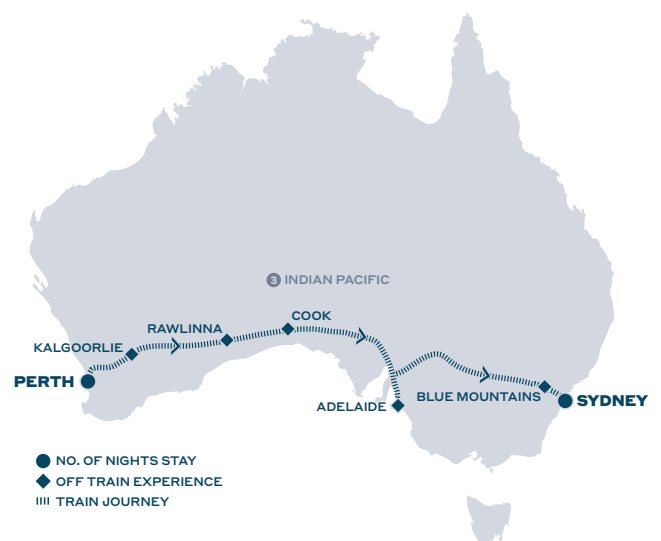 3 INDIAN PACIFIC
COOK
RAWLINNA
KALGOORLIE
PERTH
ADELAIDE
BLUE MOUNTAINS
SYDNEY
NO. OF NIGHTS STAY
OFF TRAIN EXPERIENCE
TRAIN JOURNEY